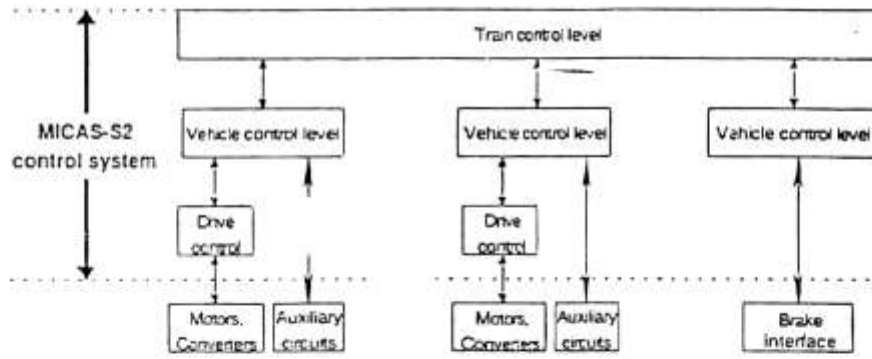 Train control level
MICAS-S2
control system
Vehicle control level
Vehicle control level
Vehicle control level
Drive
control
Drive
control
Motors,
Converters
Auxiliary
circuits
Motors,
Converters
Auxiliary
circuits
Brake
interface